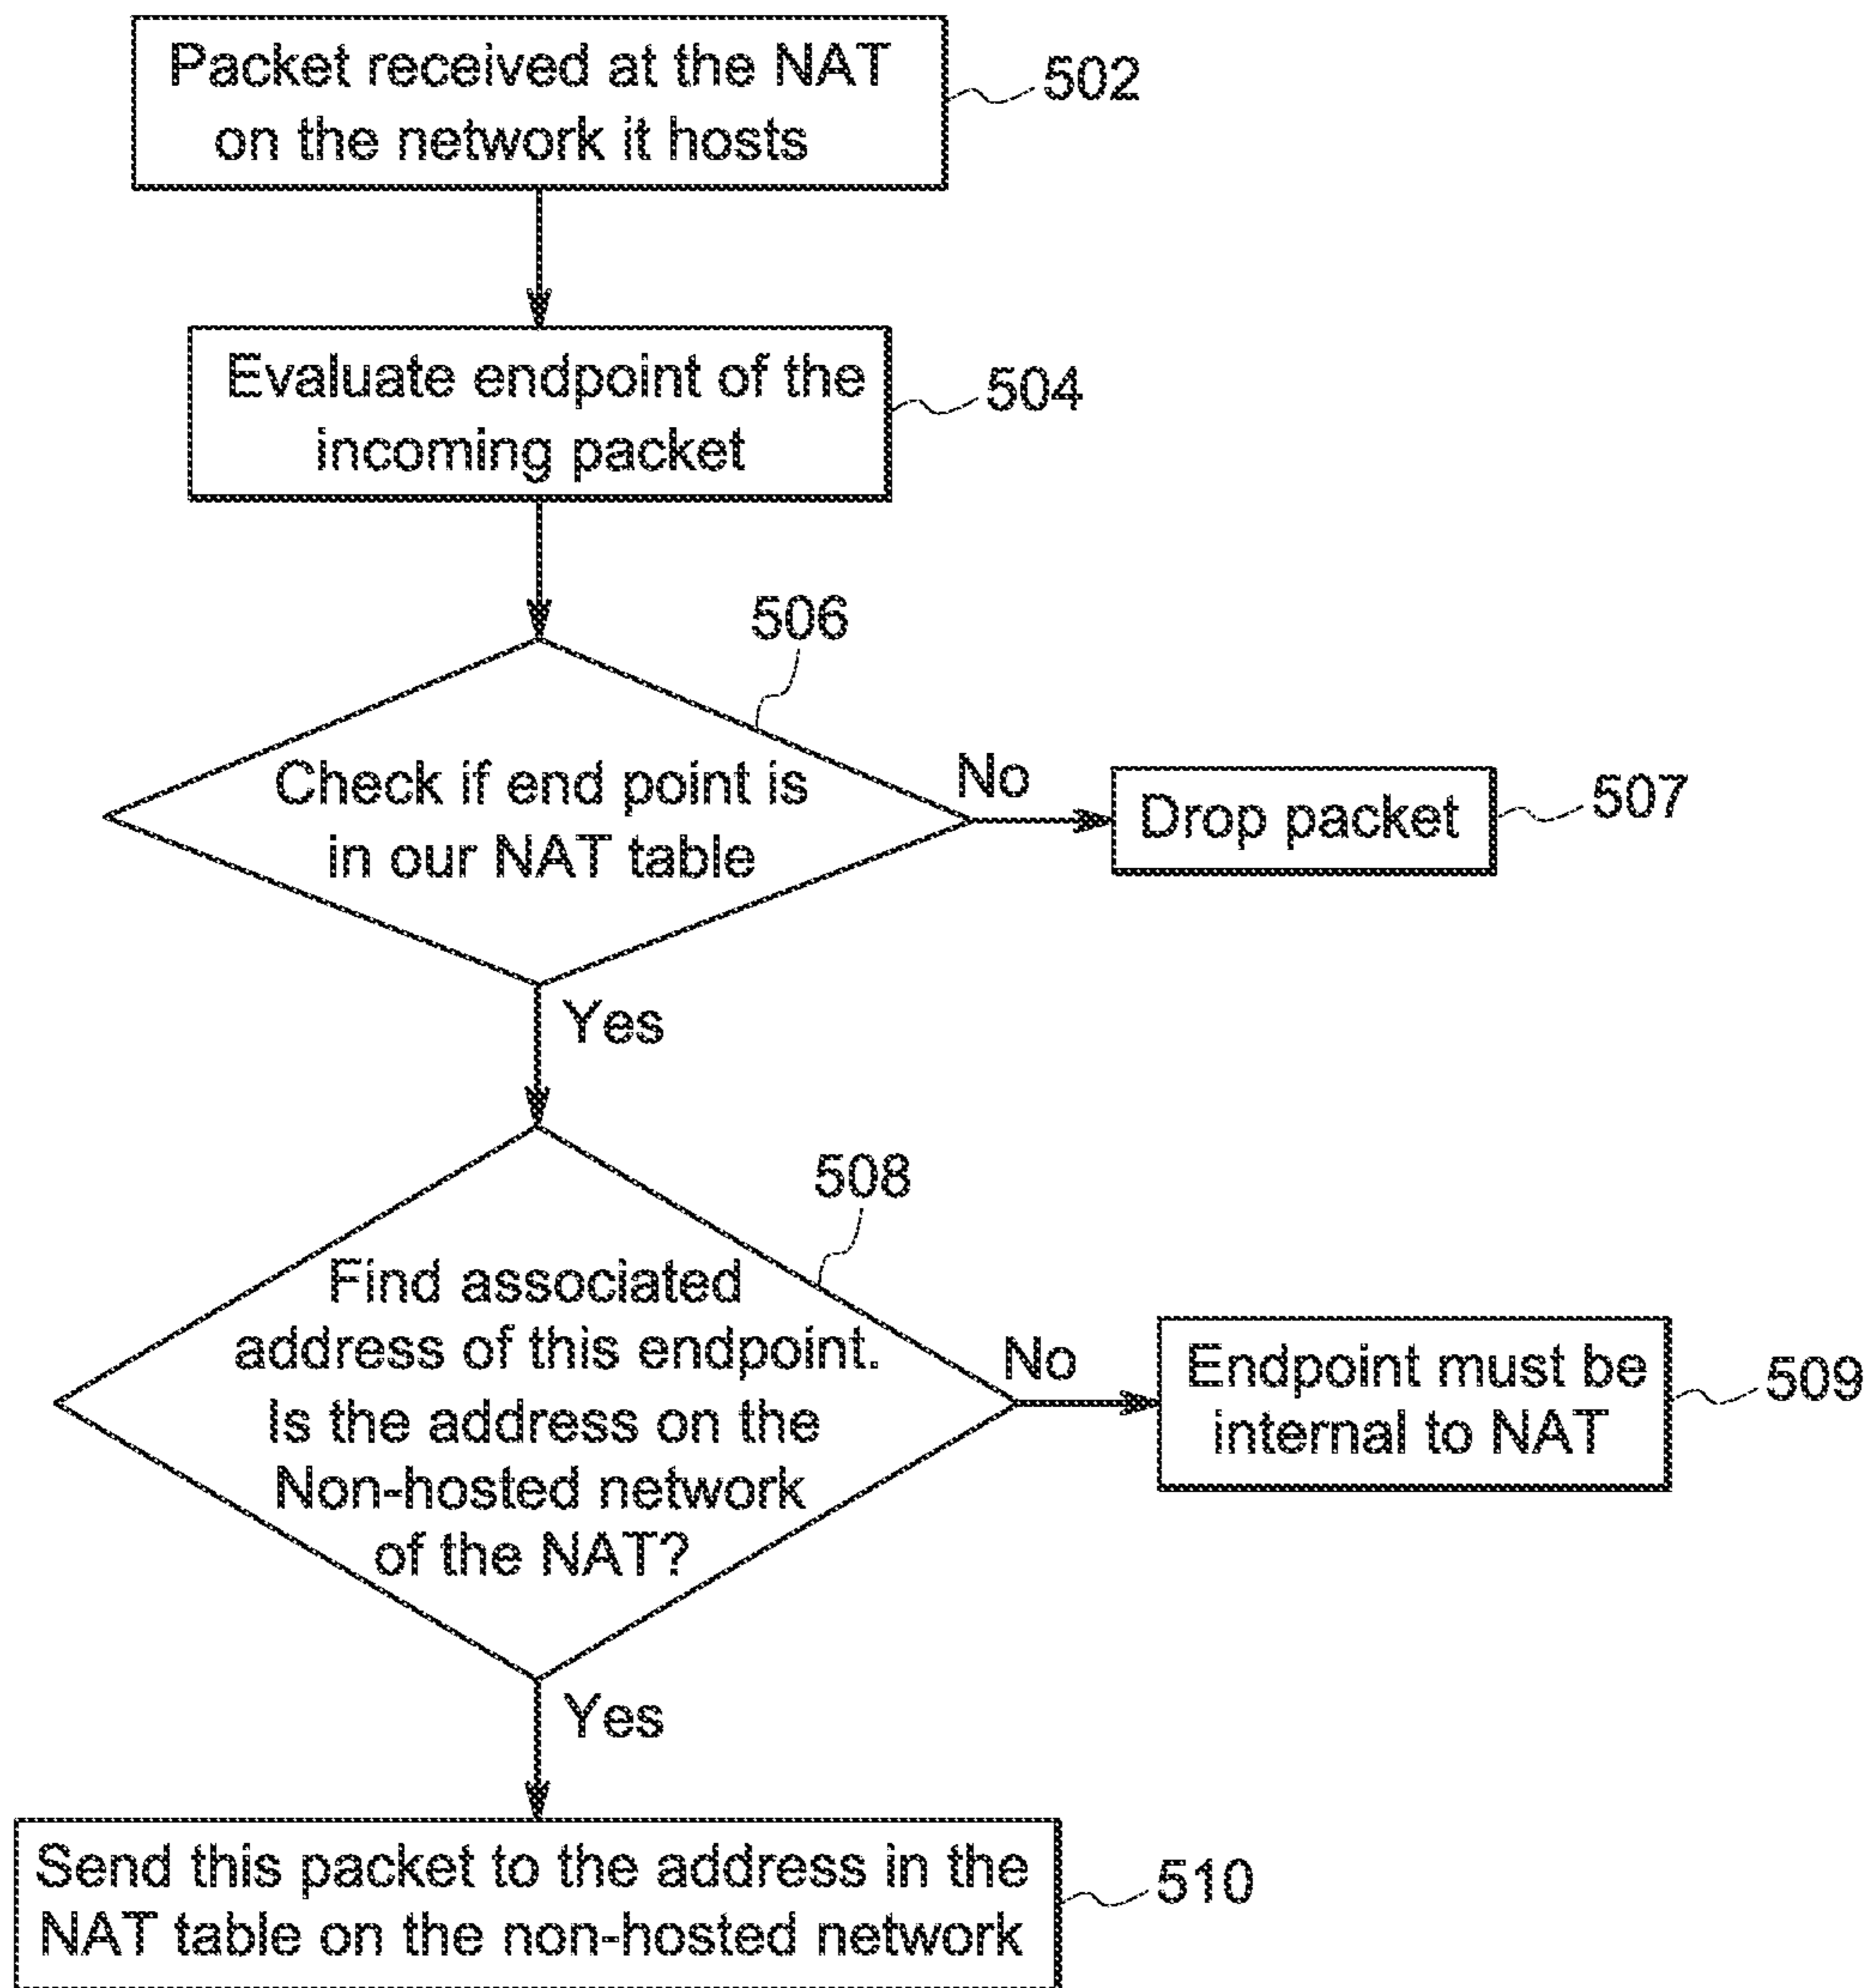 Packet received at the NAT
on the network it hosts
502
Evaluate endpoint of the
incoming packet
504
506
Check if end point is
in our NAT table
No
Drop packet
507
Yes
508
Find associated
address of this endpoint.
Is the address on the
Non-hosted network
of the NAT?
No
Endpoint must be
internal to NAT
509
Yes
Send this packet to the address in the
NAT table on the non-hosted network
510